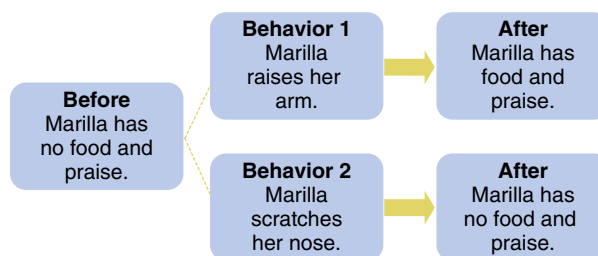 Before
Marilla has
no food and
praise.
Behavior 1
Marilla
raises her
arm.
After
Marilla has
food and
praise.
Behavior 2
Marilla
scratches
her nose.
After
Marilla has
no food and
praise.